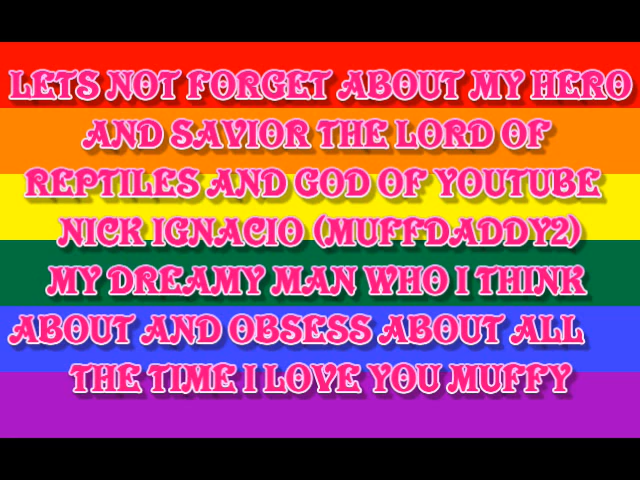 LETS NOT FORGET ABOUT MY HERO
AND SAVIOR THE LORD OF
REPTILES AND GOD OF YOUTUBE
NICK IGNACIO (MUFFDADDY2)
MY DREAMY MAN WHO I THINK
ABOUT AND OBSESS ABOUT ALL
THE TIME I LOVE YOU MUFFY